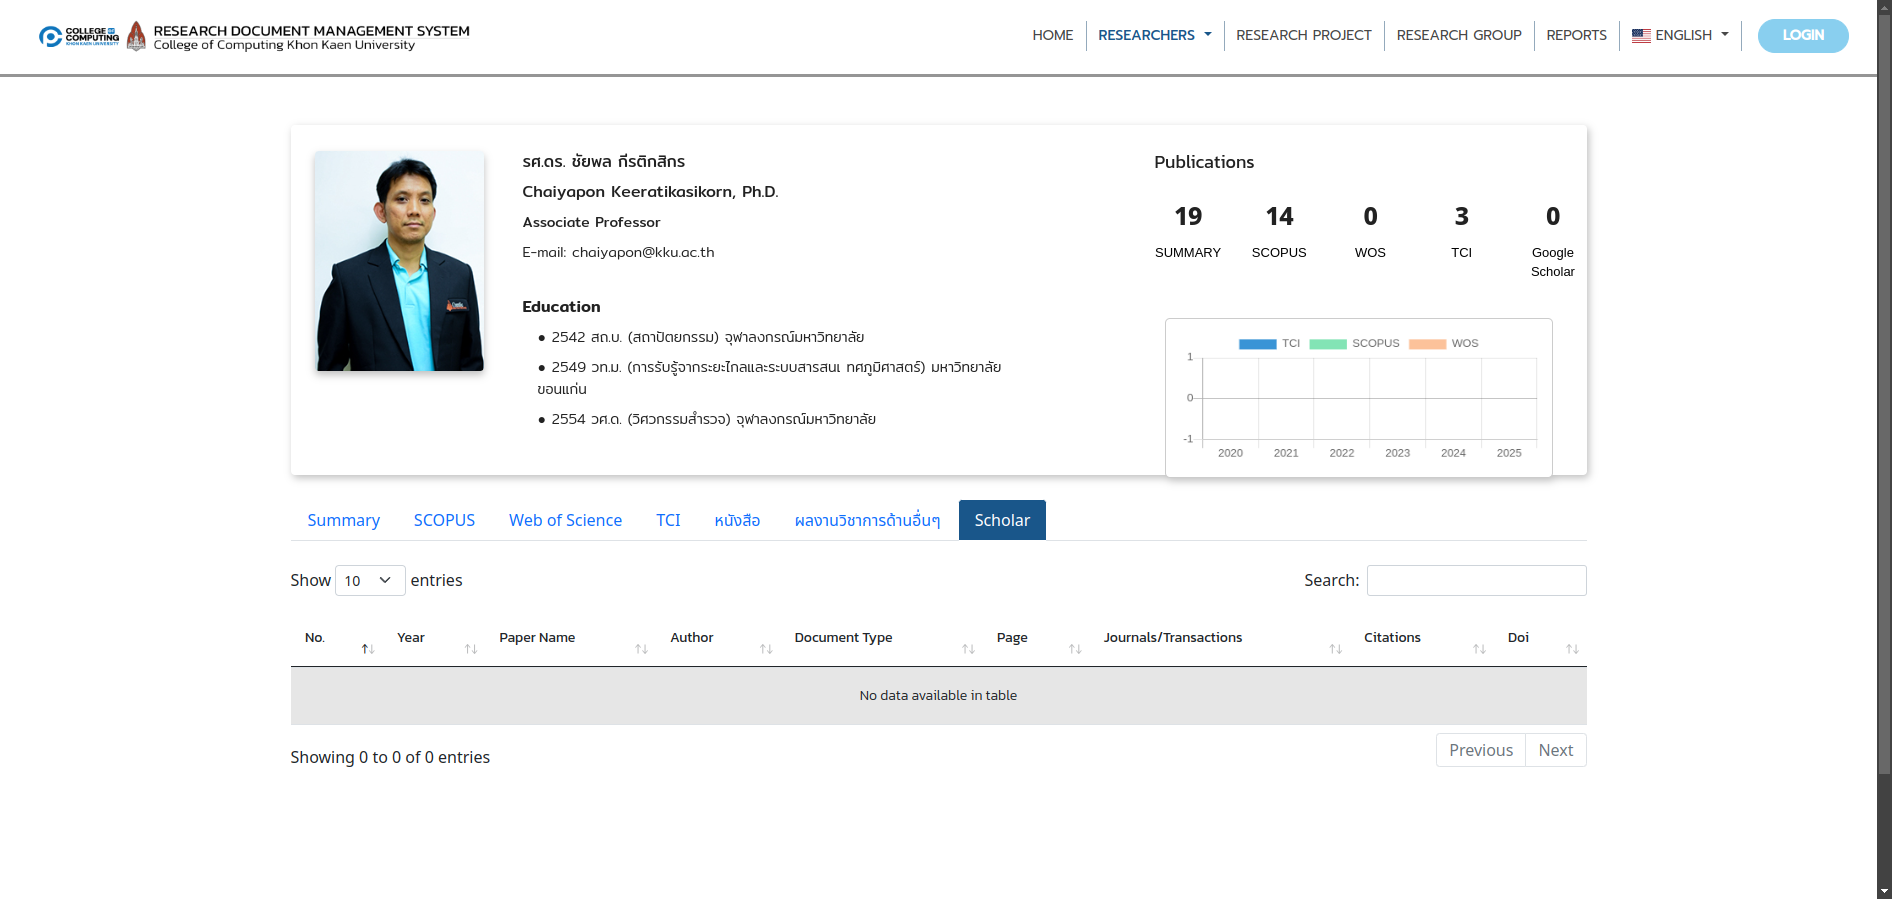 COLLEGE OF
COMPUTING
KHON KAEN UNIVERSITY
RESEARCH DOCUMENT MANAGEMENT SYSTEM
College of Computing Khon Kaen University
HOME
RESEARCHERS
RESEARCH PROJECT
RESEARCH GROUP
REPORTS
ENGLISH
LOGIN
รศ.ดร. ชัยพล กีรติกสิกร
Chaiyapon Keeratikasikorn, Ph.D.
Associate Professor
E-mail: chaiyapon@kku.ac.th
Education
● 2542 สถ.บ. (สถาปัตยกรรม) จุฬาลงกรณ์มหาวิทยาลัย
● 2549 วท.ม. (การรับรู้จากระยะไกลและระบบสารสนเ ทศภูมิศาสตร์) มหาวิทยาลัย
ขอนแก่น
● 2554 วศ.ด. (วิศวกรรมสำรวจ) จุฬาลงกรณ์มหาวิทยาลัย
Publications
19 14 0 3 0
SUMMARY SCOPUS WOS TCI Google
Scholar
TCI SCOPUS WOS
1
0
-1
2020 2021 2022 2023 2024 2025
Summary SCOPUS Web of Science TCI หนังสือ ผลงานวิชาการด้านอื่นๆ Scholar
Show 10 entries
Search:
No. Year Paper Name Author Document Type Page Journals/Transactions Citations Doi
No data available in table
Showing 0 to 0 of 0 entries
Previous Next